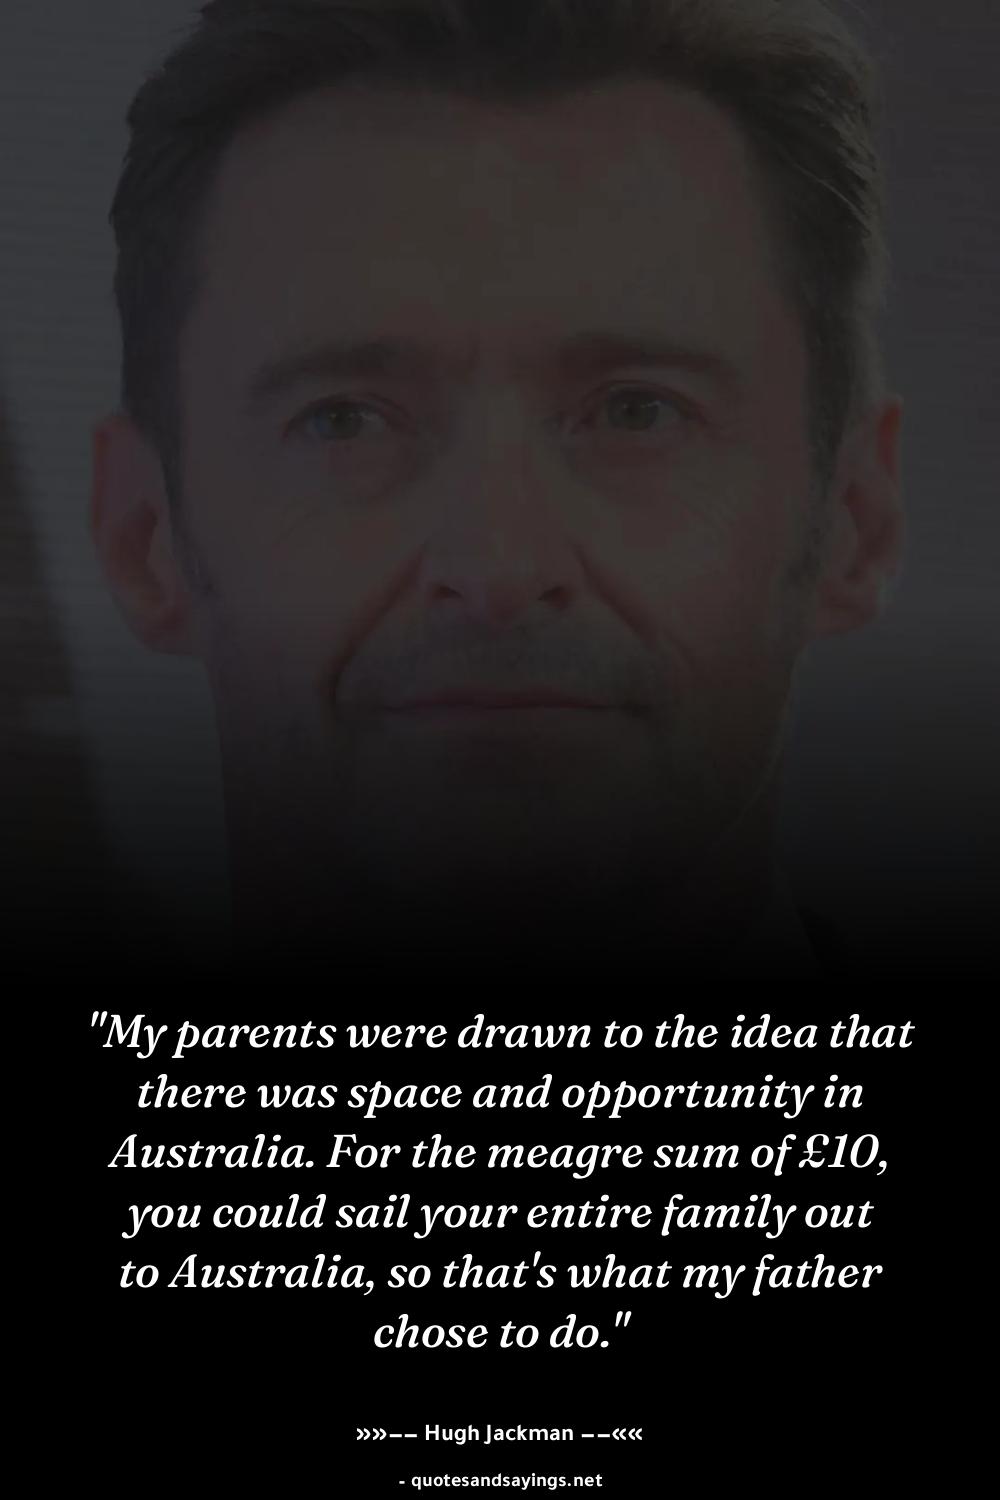 "My parents were drawn to the idea that
there was space and opportunity in
Australia. For the meagre sum of £10,
you could sail your entire family out
to Australia, so that's what my father
chose to do."
»»−− Hugh Jackman −−««
- quotesandsayings.net